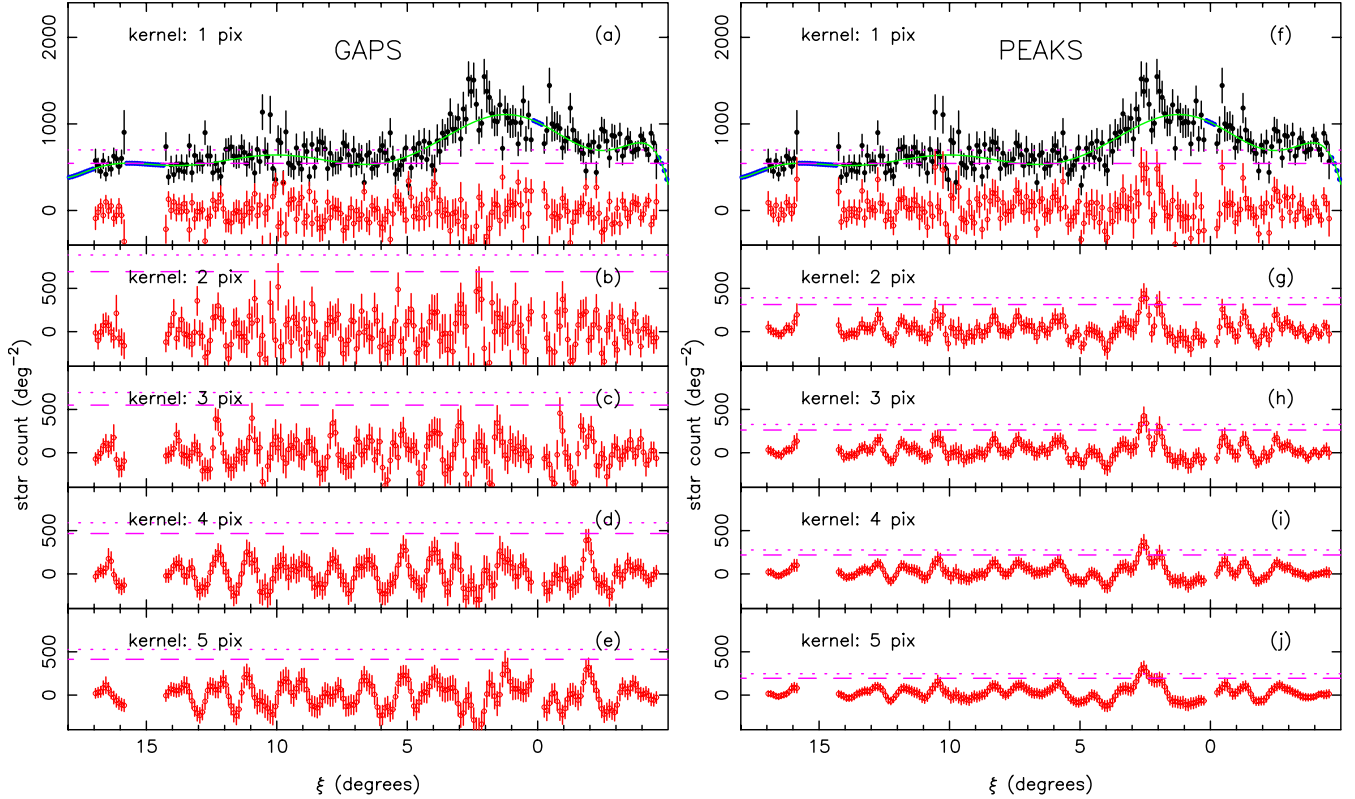 kernel: 1 pix
(a)
GAPS
2000
1000
0
kernel: 2 pix
(b)
500
0
kernel: 3 pix
(c)
500
0
kernel: 4 pix
(d)
500
0
kernel: 5 pix
(e)
500
0
15 10 5 0
ξ (degrees)
star count (deg⁻²)
kernel: 1 pix
(f)
PEAKS
2000
1000
0
kernel: 2 pix
(g)
500
0
kernel: 3 pix
(h)
500
0
kernel: 4 pix
(i)
500
0
kernel: 5 pix
(j)
500
0
15 10 5 0
ξ (degrees)
star count (deg⁻²)